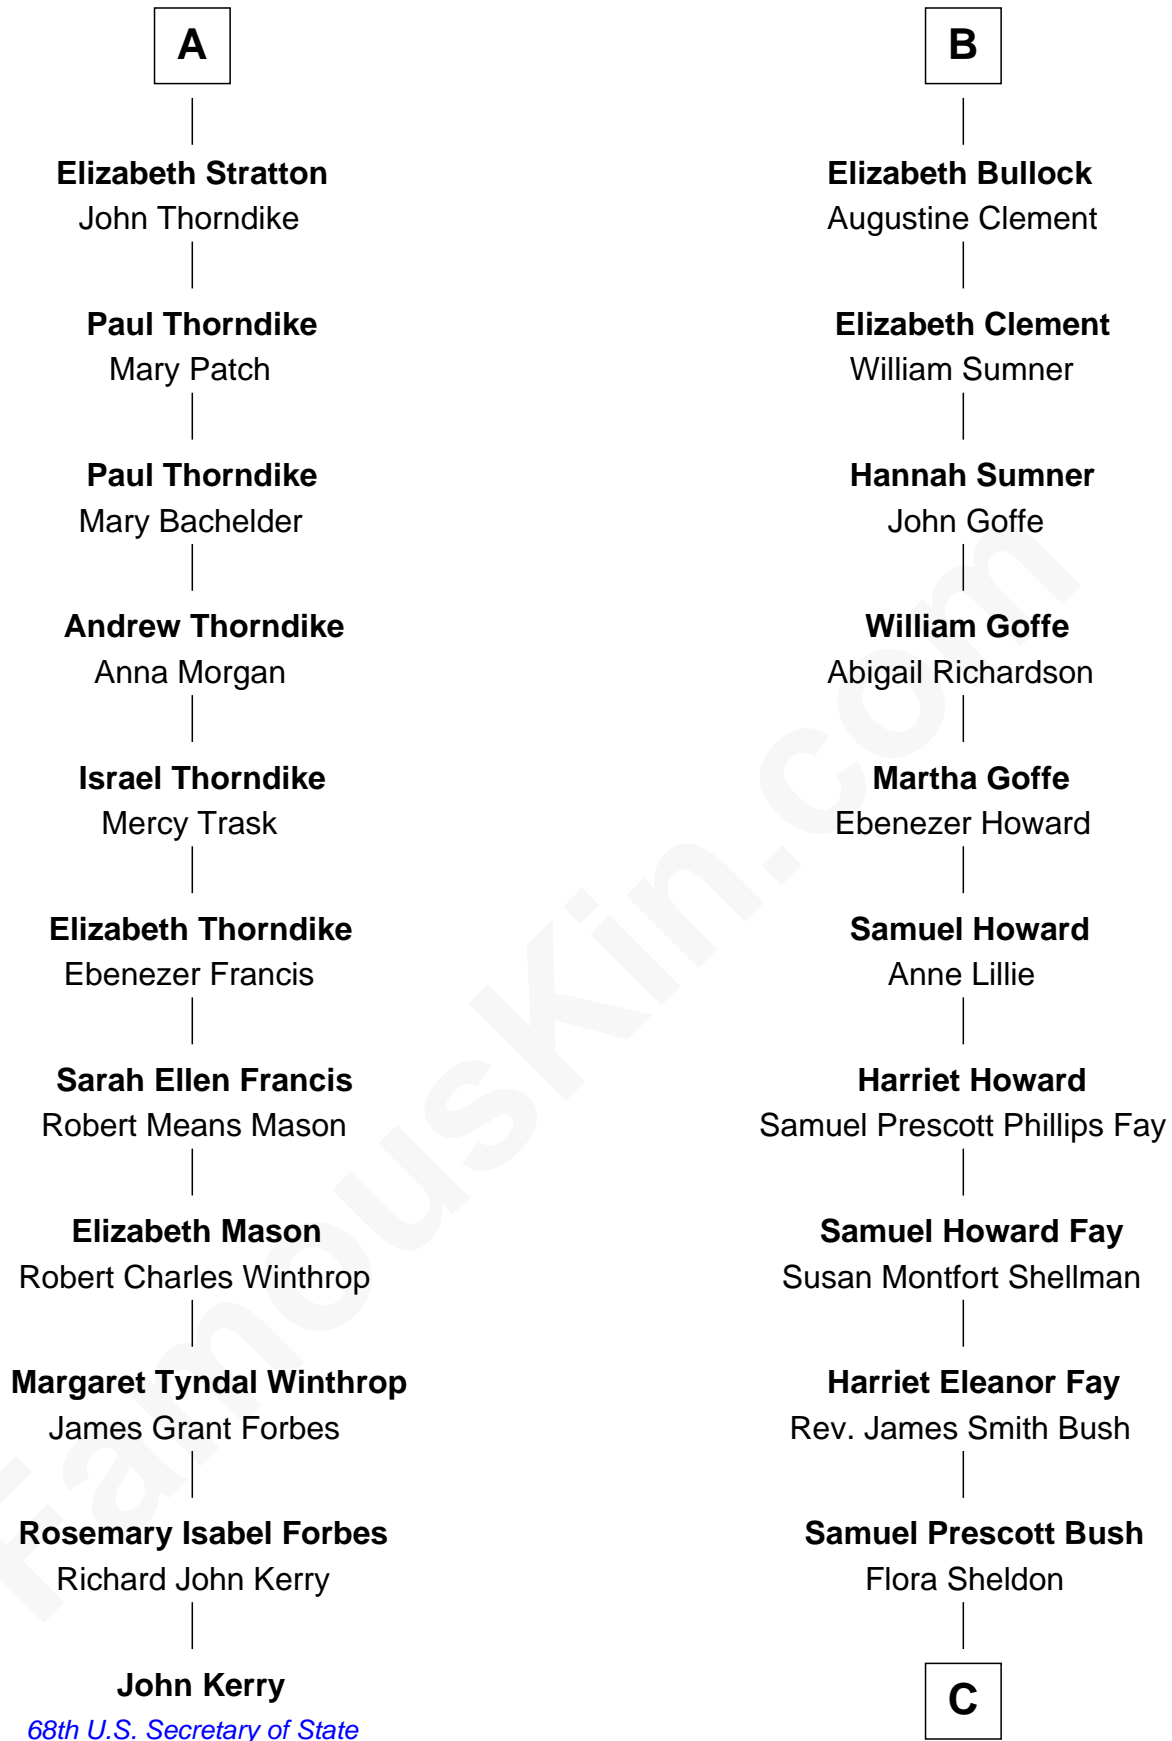 A
Elizabeth Stratton
John Thorndike
Paul Thorndike
Mary Patch
Paul Thorndike
Mary Bachelder
Andrew Thorndike
Anna Morgan
Israel Thorndike
Mercy Trask
Elizabeth Thorndike
Ebenezer Francis
Sarah Ellen Francis
Robert Means Mason
Elizabeth Mason
Robert Charles Winthrop
Margaret Tyndal Winthrop
James Grant Forbes
Rosemary Isabel Forbes
Richard John Kerry
John Kerry
68th U.S. Secretary of State
B
Elizabeth Bullock
Augustine Clement
Elizabeth Clement
William Sumner
Hannah Sumner
John Goffe
William Goffe
Abigail Richardson
Martha Goffe
Ebenezer Howard
Samuel Howard
Anne Lillie
Harriet Howard
Samuel Prescott Phillips Fay
Samuel Howard Fay
Susan Montfort Shellman
Harriet Eleanor Fay
Rev. James Smith Bush
Samuel Prescott Bush
Flora Sheldon
C
FamousKin.com